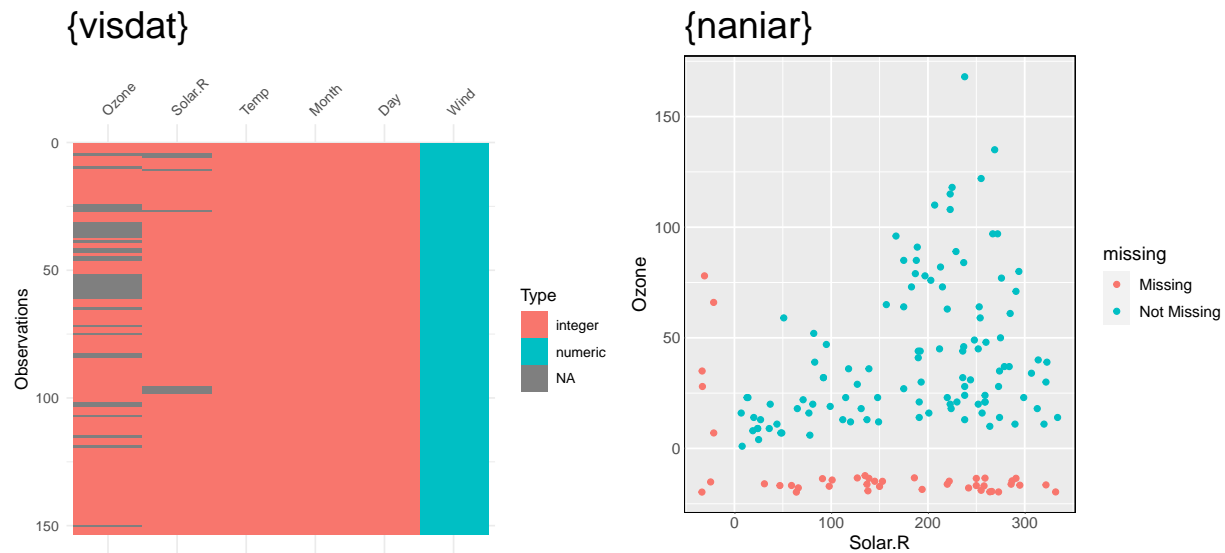 {visdat}
Ozone
Solar.R
Temp
Month
Day
Wind
0
50
100
150
Observations
Type
integer
numeric
NA
{naniar}
150
100
50
0
Ozone
0
100
200
300
Solar.R
missing
Missing
Not Missing